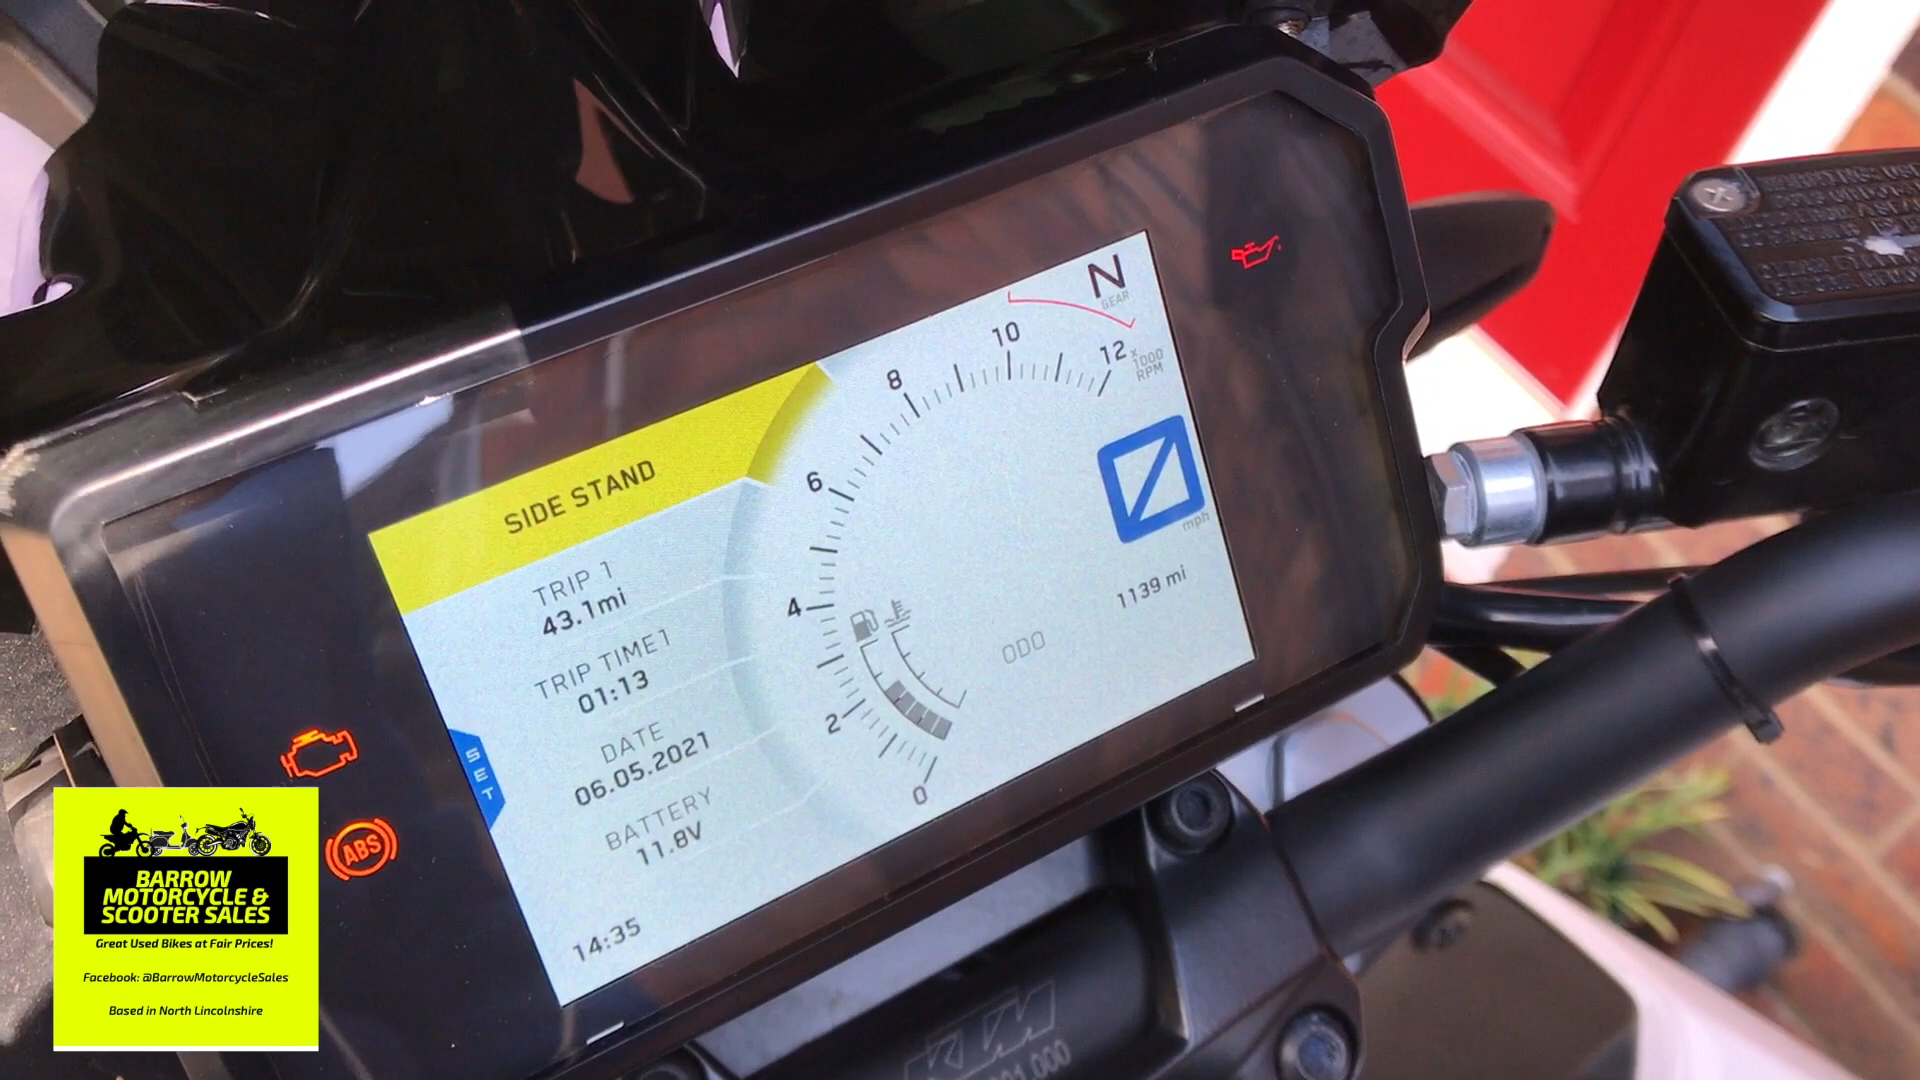 N
GEAR
10
12
x
1000
RPM
8
6
4
2
0
SIDE STAND
TRIP 1
43.1mi
TRIP TIME1
01:13
DATE
06.05.2021
BATTERY
11.8V
14:35
SET
mph
1139 mi
ODO
ABS
KTM
BARROW
MOTORCYCLE &
SCOOTER SALES
Great Used Bikes at Fair Prices!
Facebook: @BarrowMotorcycleSales
Based in North Lincolnshire